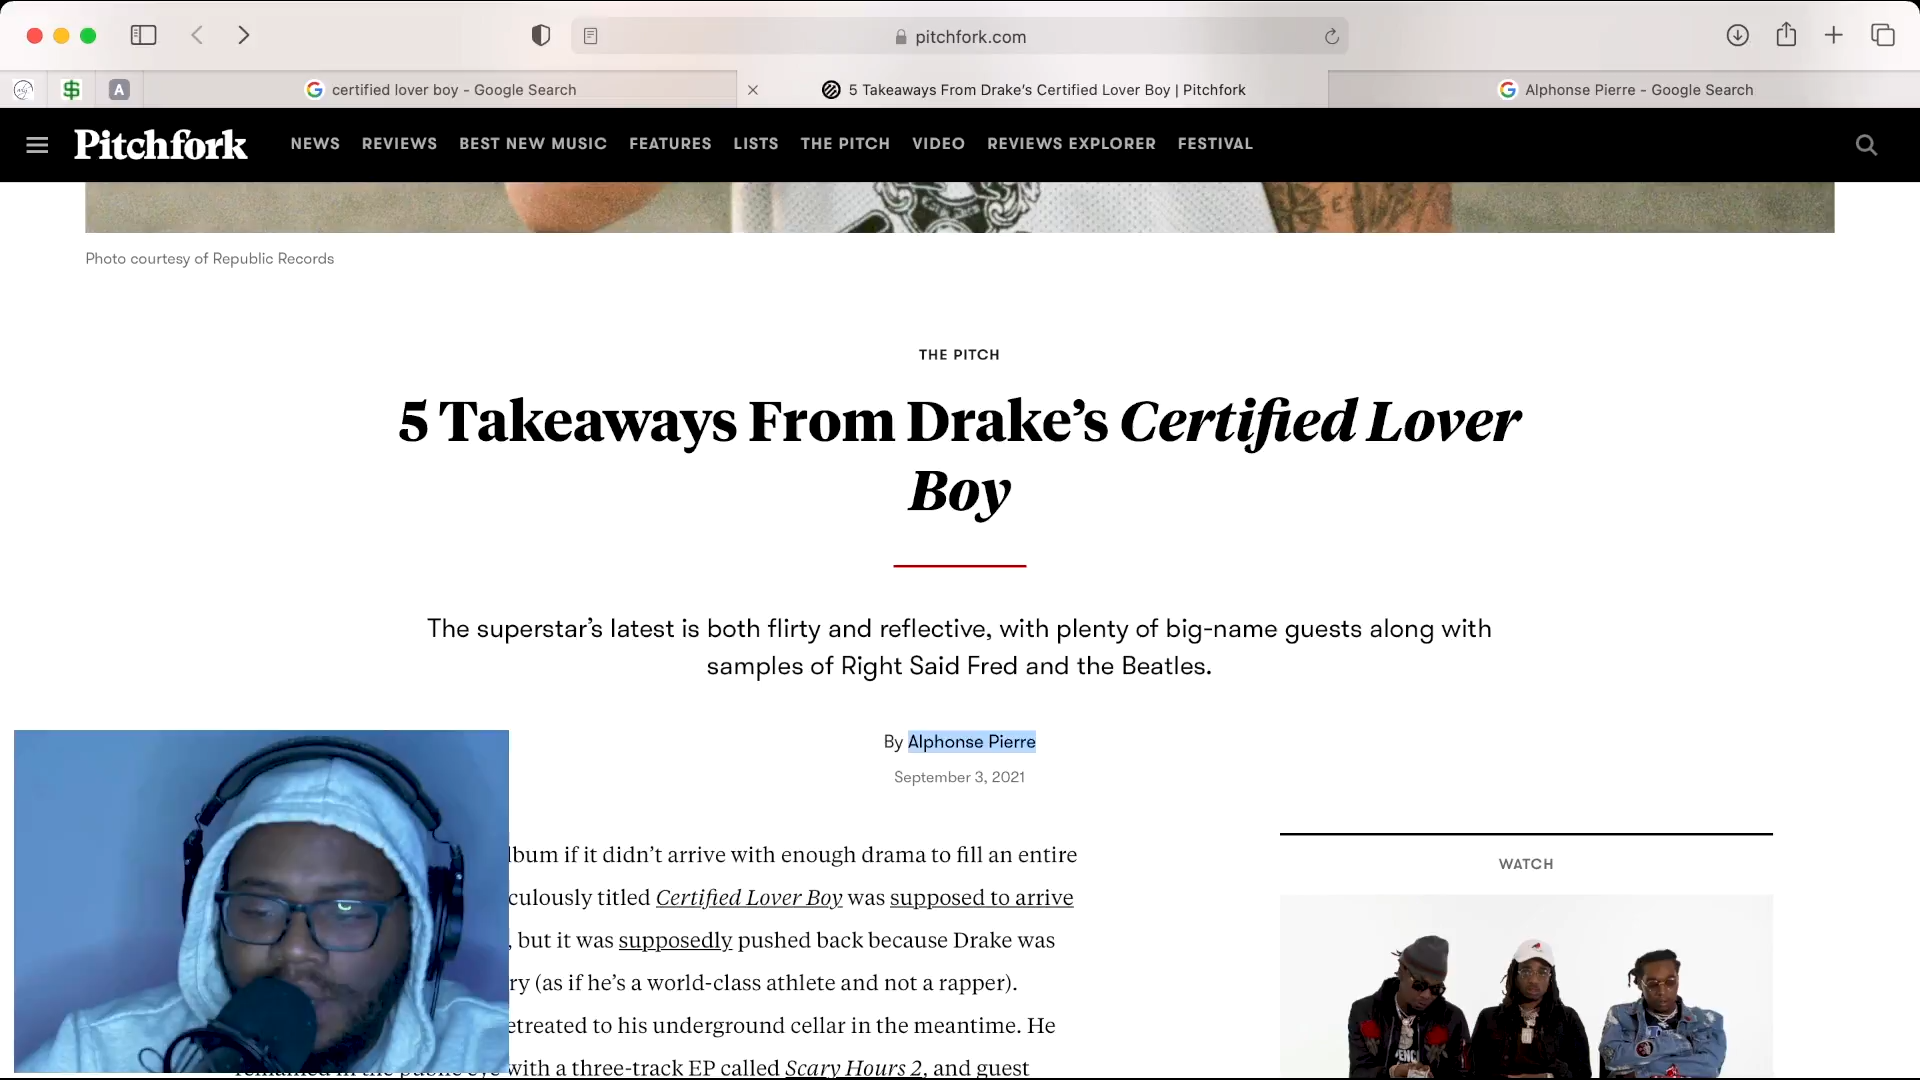 pitchfork.com
A
certified lover boy - Google Search
5 Takeaways From Drake's Certified Lover Boy | Pitchfork
Alphonse Pierre - Google Search
Pitchfork
NEWS REVIEWS BEST NEW MUSIC FEATURES LISTS THE PITCH VIDEO REVIEWS EXPLORER FESTIVAL
Photo courtesy of Republic Records
THE PITCH
5 Takeaways From Drake’s Certified Lover
Boy
The superstar’s latest is both flirty and reflective, with plenty of big-name guests along with
samples of Right Said Fred and the Beatles.
By Alphonse Pierre
September 3, 2021
if it didn’t arrive with enough drama to fill an entire
titled Certified Lover Boy was supposed to arrive
, but it was supposedly pushed back because Drake was
(as if he’s a world-class athlete and not a rapper).
to his underground cellar in the meantime. He
with a three-track EP called Scary Hours 2, and guest
WATCH